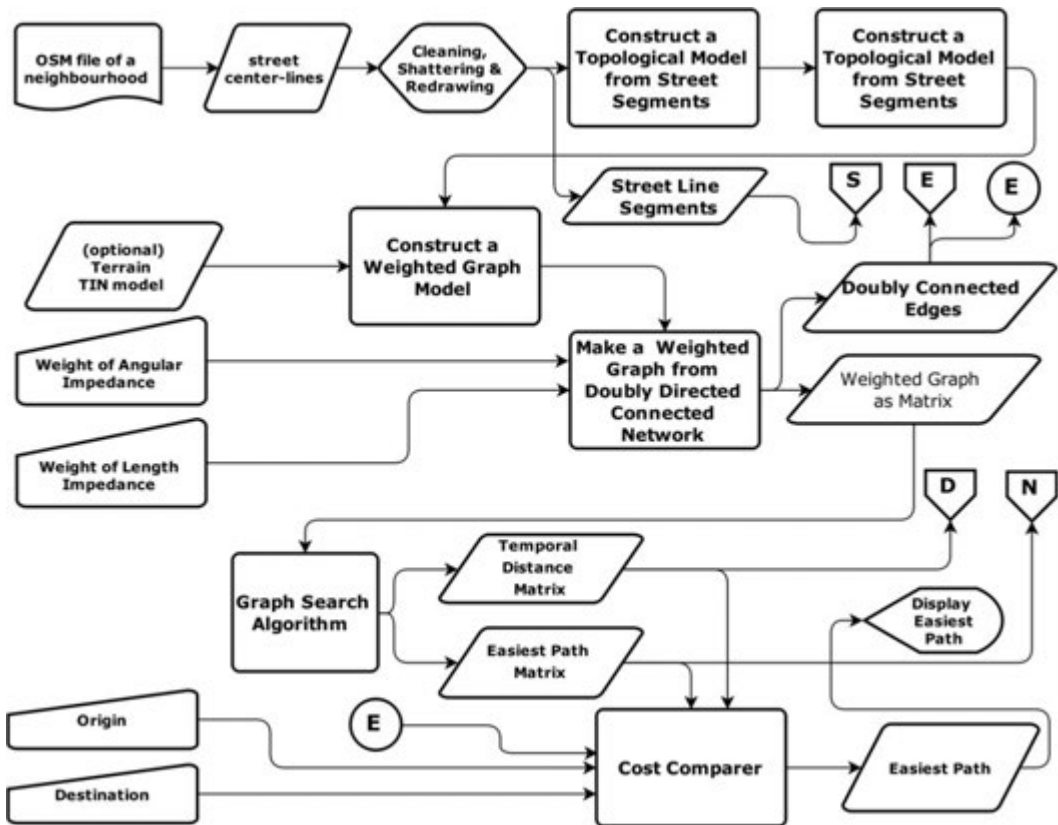 OSM file of a
neighbourhood
street
center-lines
Cleaning,
Shattering &
Redrawing
Construct a
Topological Model
from Street
Segments
Construct a
Topological Model
from Street
Segments
Street Line
Segments
S
E
E
(optional)
Terrain
TIN model
Construct a
Weighted Graph
Model
Doubly Connected
Edges
Weight of Angular
Impedance
Make a Weighted
Graph from
Doubly Directed
Connected
Network
Weighted Graph
as Matrix
Weight of Length
Impedance
D
N
Graph Search
Algorithm
Temporal
Distance
Matrix
Display
Easiest
Path
Easiest Path
Matrix
Origin
E
Cost Comparer
Easiest Path
Destination